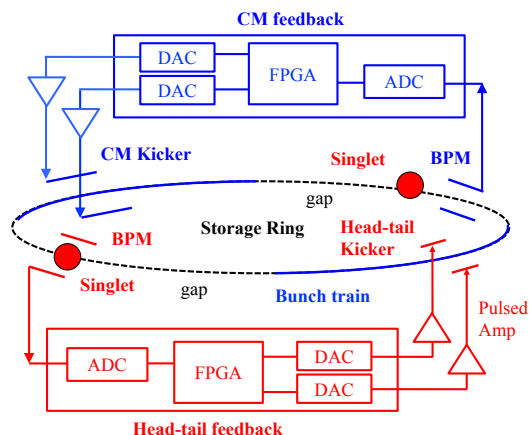 CM feedback
DAC
DAC
FPGA
ADC
CM Kicker
Singlet
BPM
gap
BPM
Storage Ring
Head-tail
Kicker
Singlet
gap
Bunch train
Pulsed
Amp
ADC
FPGA
DAC
DAC
Head-tail feedback